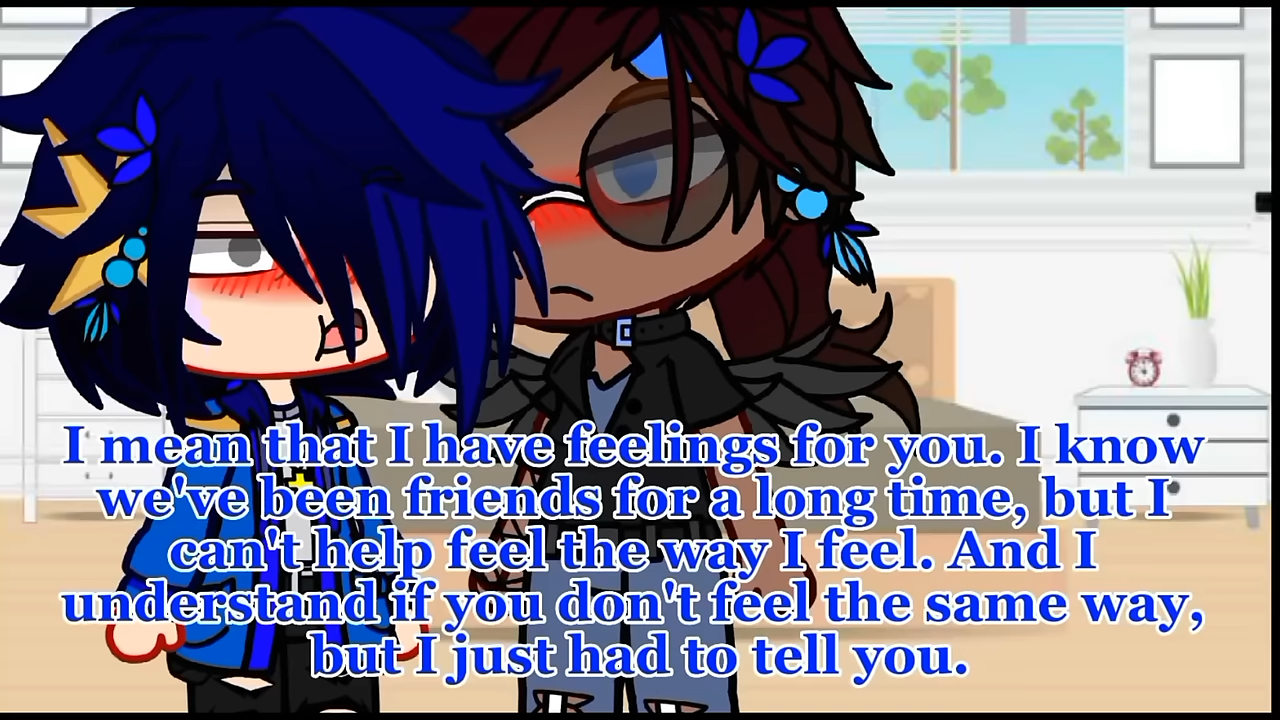 I mean that I have feelings for you. I know
we've been friends for a long time, but I
can't help feel the way I feel. And I
understand if you don't feel the same way,
but I just had to tell you.